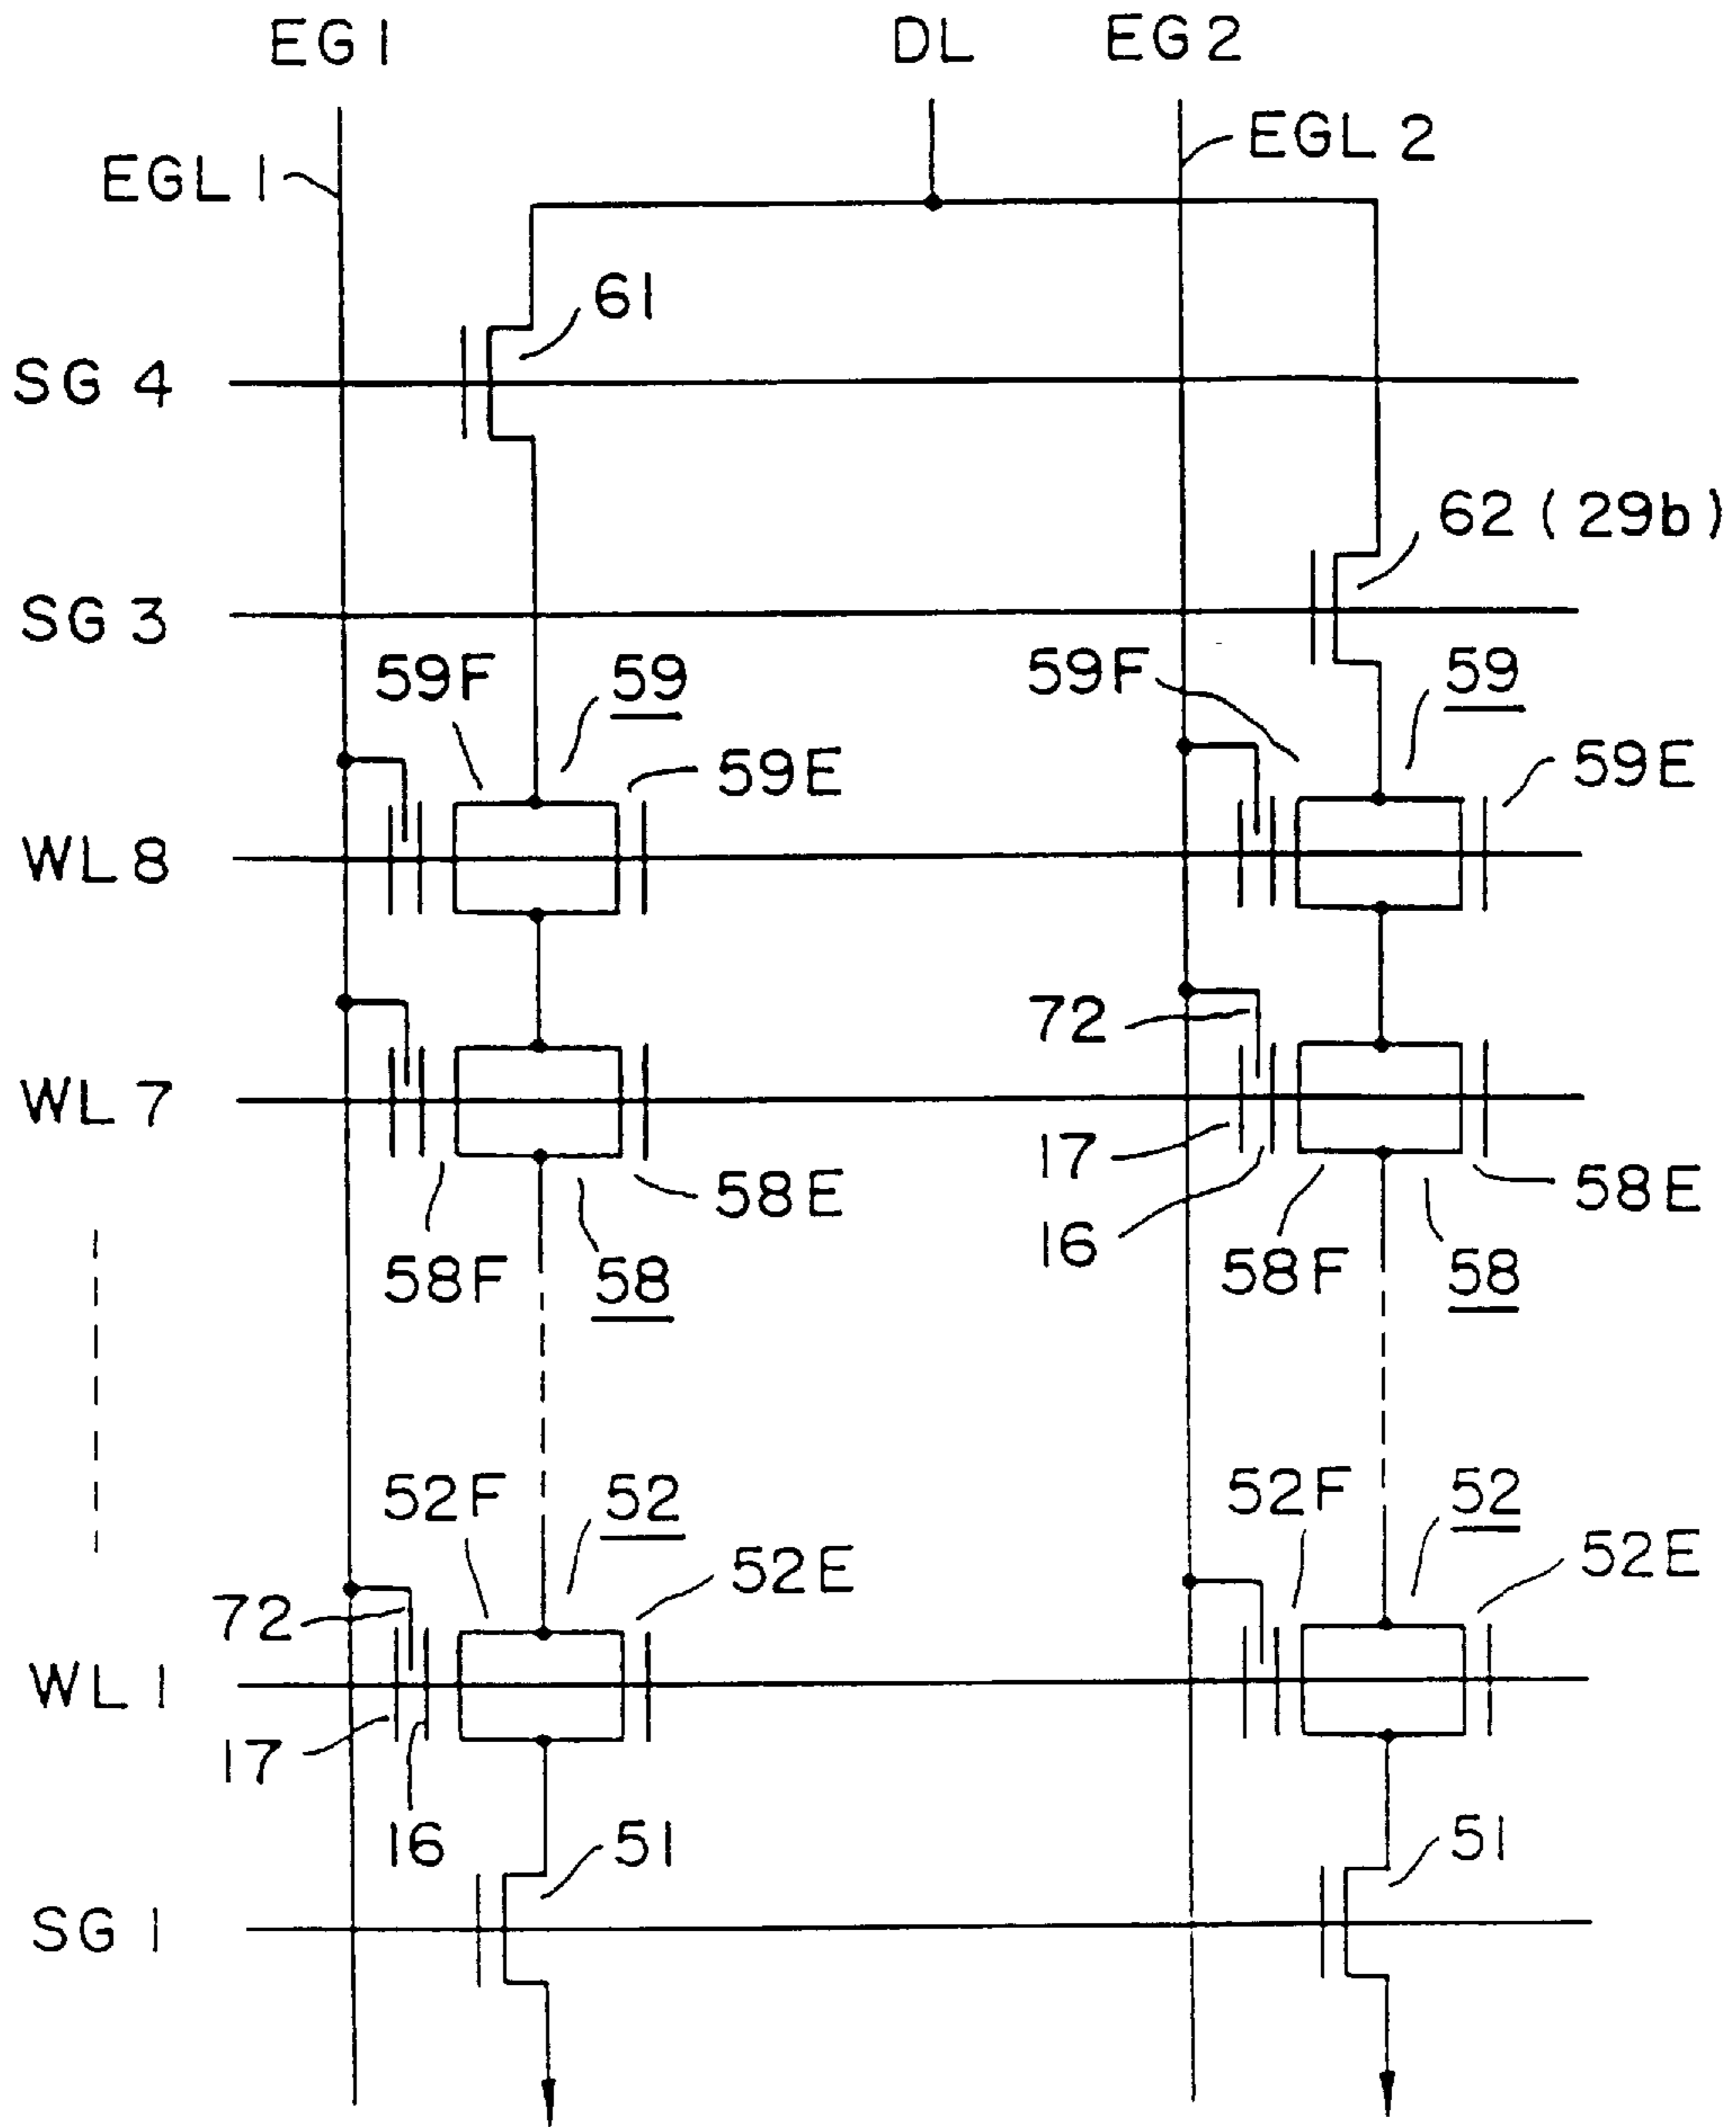 EG1 DL EG2
EGL1 EGL2
61
SG4
62 (29b)
SG3
59F 59 59F 59
59E 59E
WL8
72
WL7
17
58E 58E
16
58F 58 58F 58
52F 52 52F 52
52E 52E
72
WL1
17
16 51 51
SG1